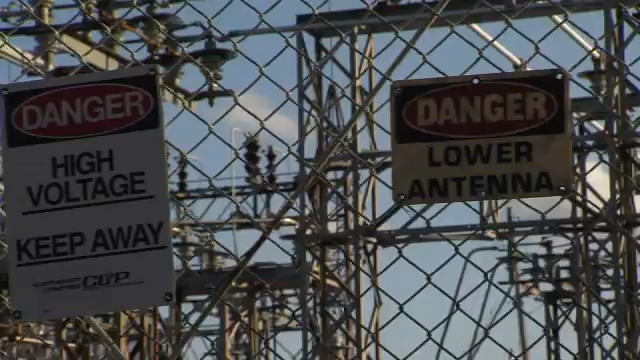 DANGER
HIGH
VOLTAGE
KEEP AWAY
DANGER
LOWER
ANTENNA